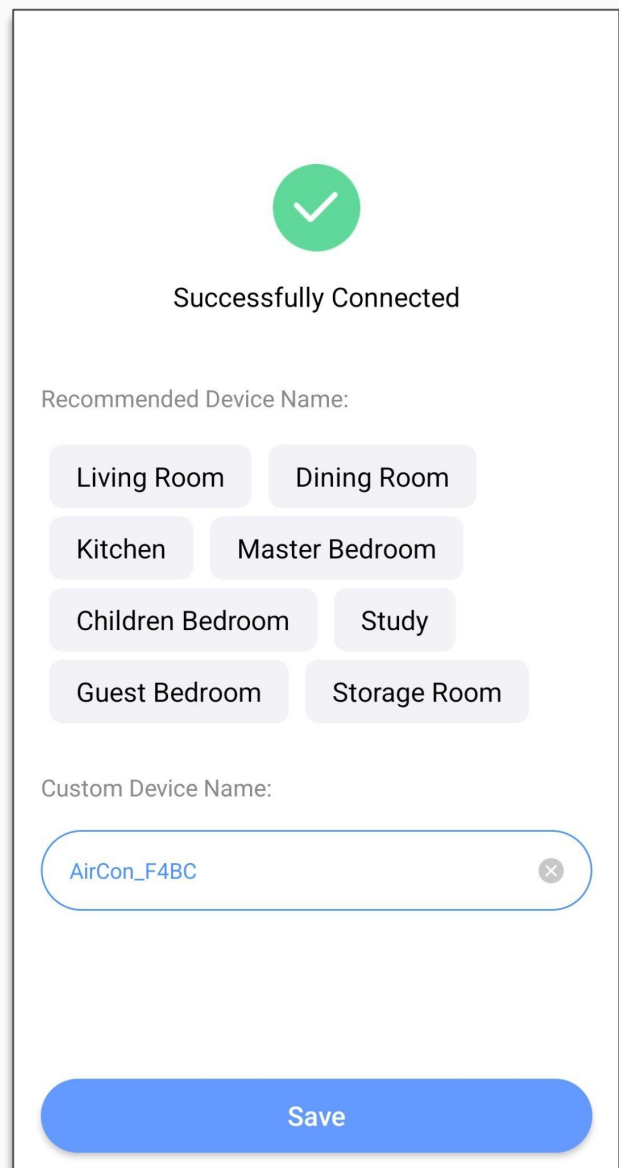 Successfully Connected
Recommended Device Name:
Living Room
Dining Room
Kitchen
Master Bedroom
Children Bedroom
Study
Guest Bedroom
Storage Room
Custom Device Name:
AirCon_F4BC
Save